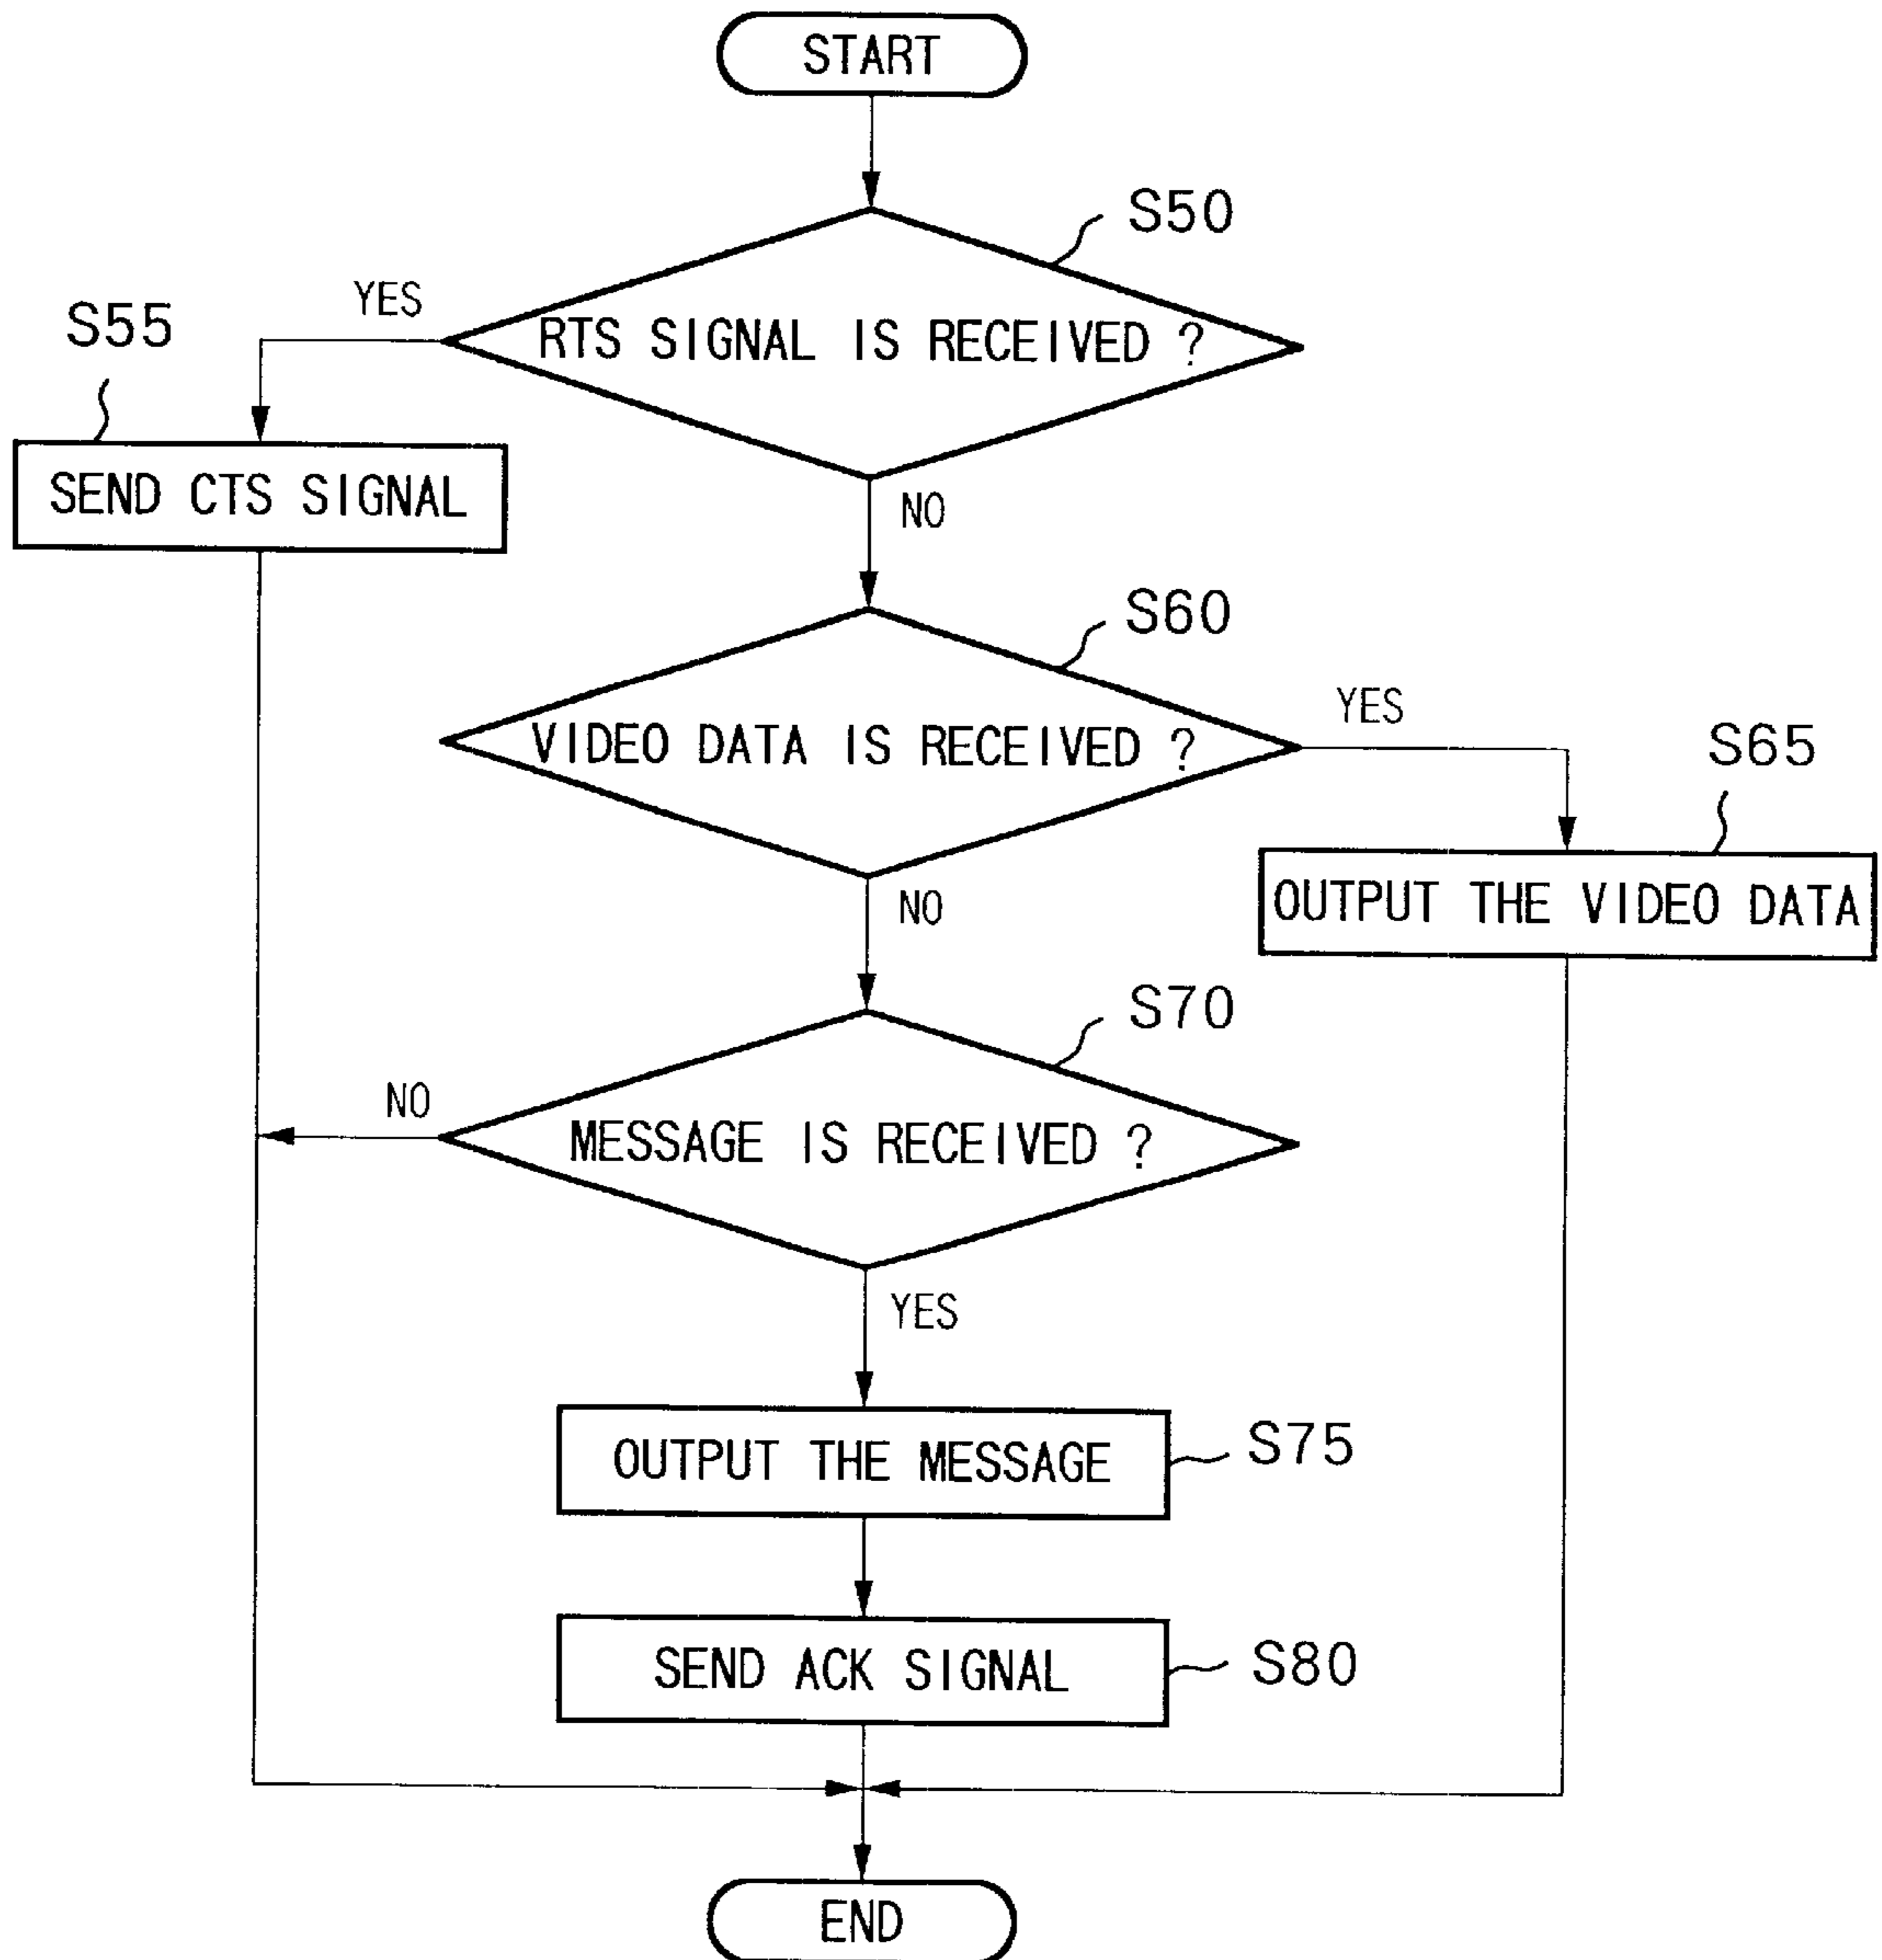 START
S50
YES
RTS SIGNAL IS RECEIVED ?
S55
SEND CTS SIGNAL
NO
S60
VIDEO DATA IS RECEIVED ?
YES
S65
OUTPUT THE VIDEO DATA
NO
S70
NO
MESSAGE IS RECEIVED ?
YES
OUTPUT THE MESSAGE
S75
SEND ACK SIGNAL
S80
END